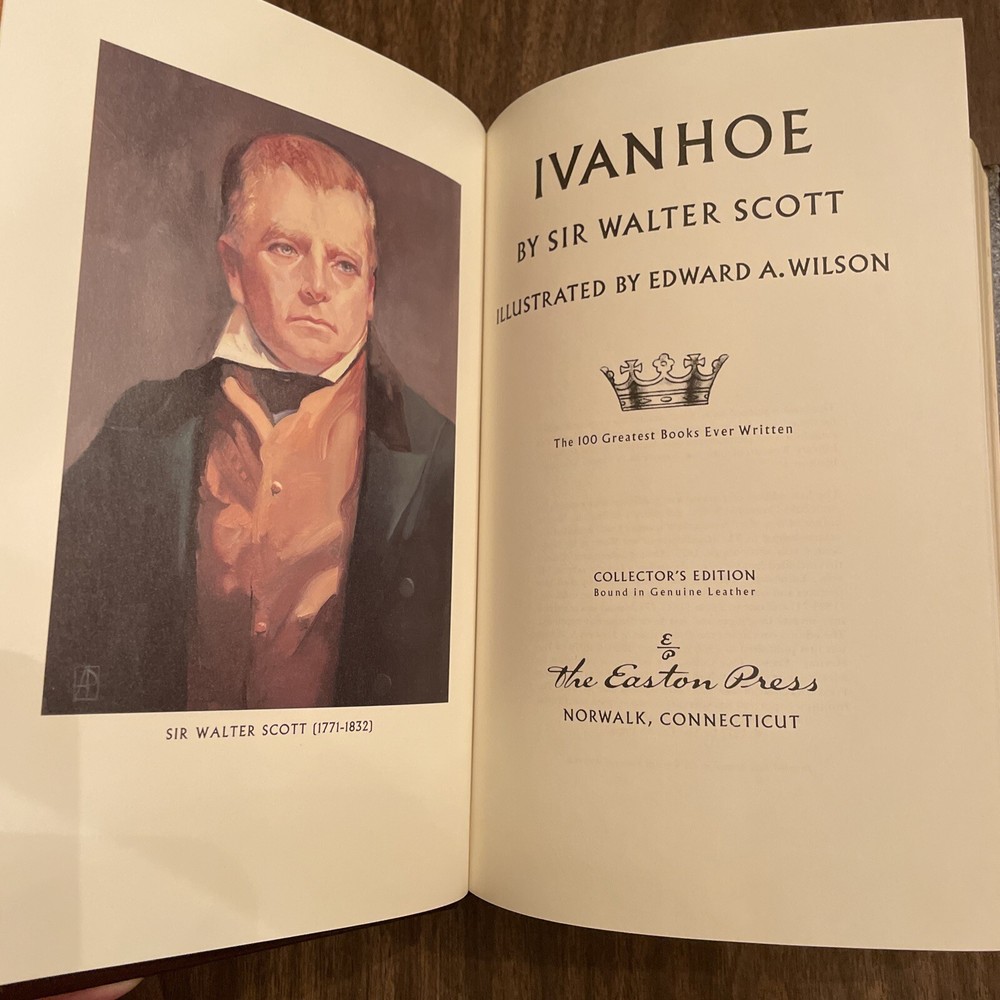 SIR WALTER SCOTT (1771-1832)
IVANHOE
BY SIR WALTER SCOTT
ILLUSTRATED BY EDWARD A. WILSON
The 100 Greatest Books Ever Written
COLLECTOR'S EDITION
Bound in Genuine Leather
E
P
the Easton Press
NORWALK, CONNECTICUT